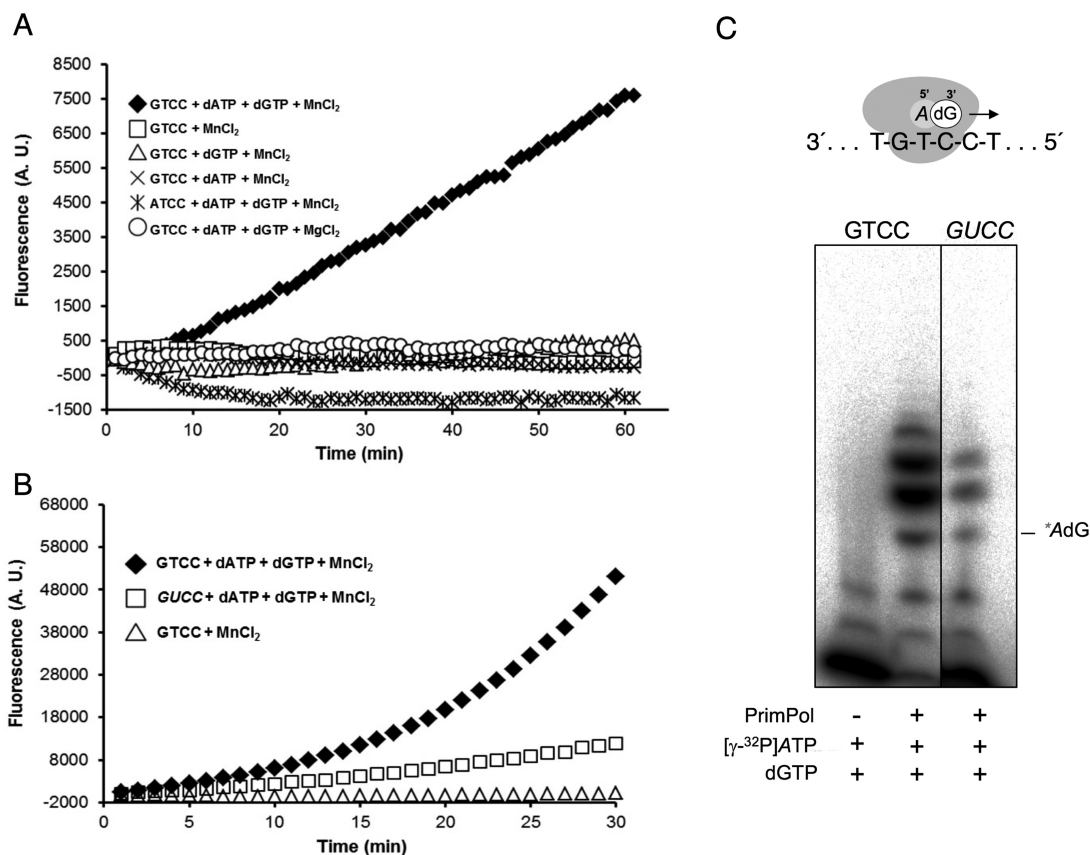 A
Fluorescence (A. U.)
8500
7500
6500
5500
4500
3500
2500
1500
500
-500
-1500
GTCC + dATP + dGTP + MnCl₂
GTCC + MnCl₂
GTCC + dGTP + MnCl₂
GTCC + dATP + MnCl₂
ATCC + dATP + dGTP + MnCl₂
GTCC + dATP + dGTP + MgCl₂
0 10 20 30 40 50 60
Time (min)
B
Fluorescence (A. U.)
68000
58000
48000
38000
28000
18000
8000
-2000
GTCC + dATP + dGTP + MnCl₂
GUCC + dATP + dGTP + MnCl₂
GTCC + MnCl₂
0 5 10 15 20 25 30
Time (min)
C
5′ 3′
A dG
3′. . . T-G-T-C-C-T . . . 5′
GTCC GUCC
*AdG
PrimPol - + +
[γ-³²P]ATP + + +
dGTP + + +